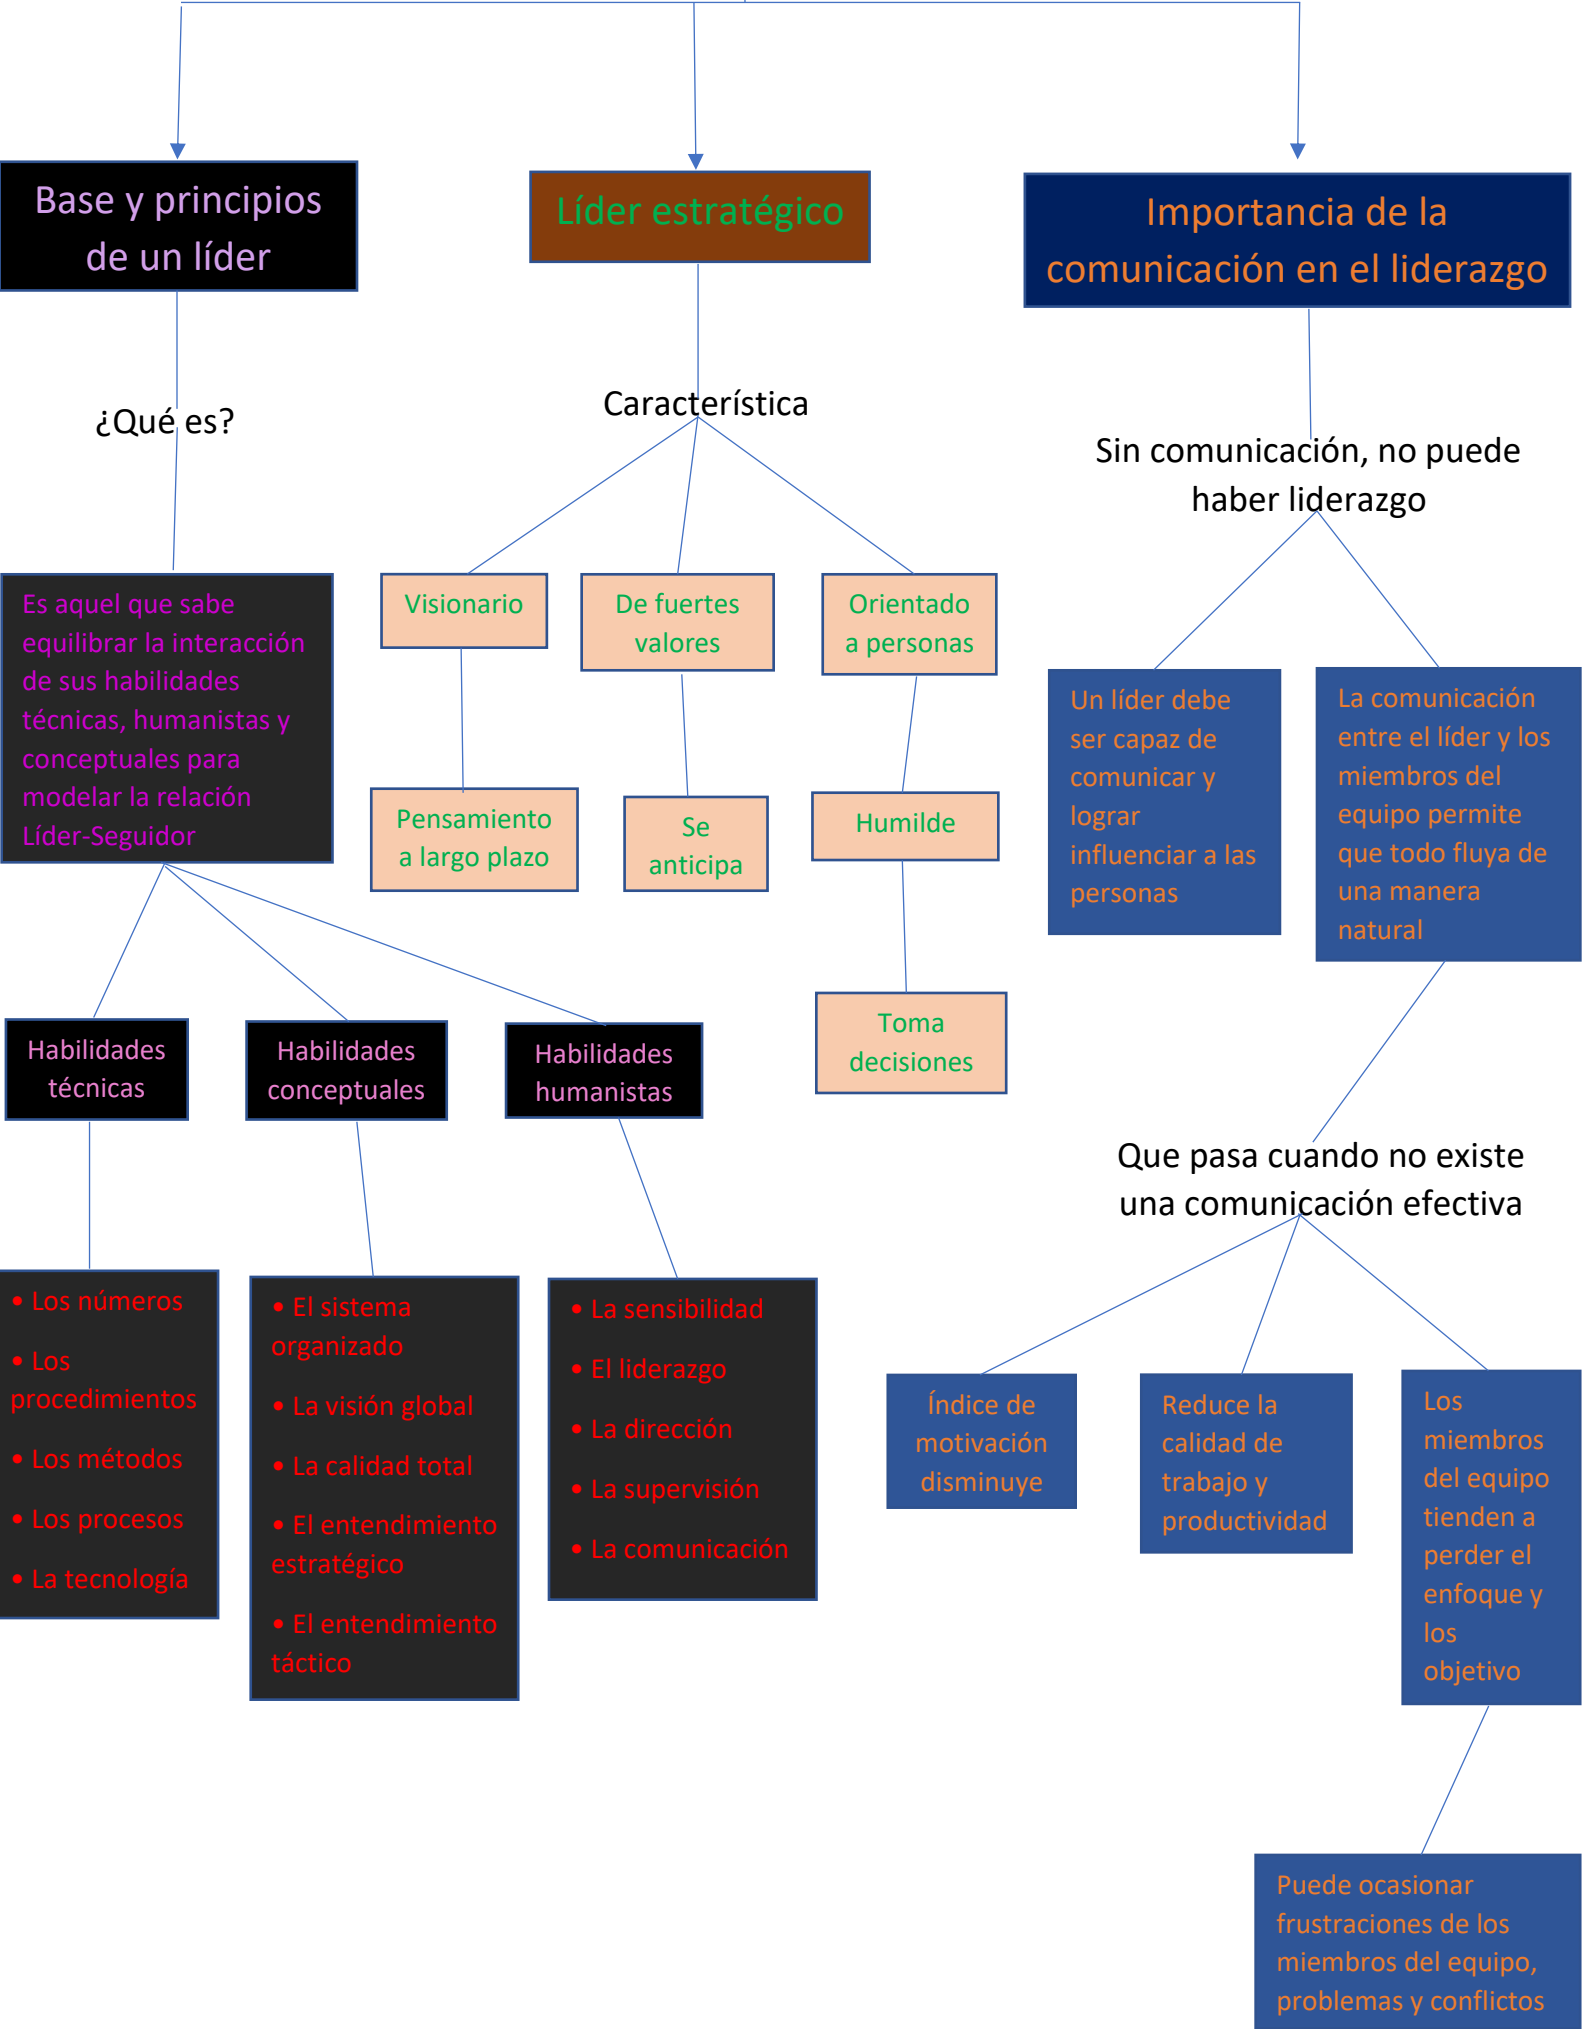 Base y principios
de un líder
¿Qué es?
Es aquel que sabe
equilibrar la interacción
de sus habilidades
técnicas, humanistas y
conceptuales para
modelar la relación
Líder-Seguidor
Habilidades
técnicas
• Los números
• Los
procedimientos
• Los métodos
• Los procesos
• La tecnología
Habilidades
conceptuales
• El sistema
organizado
• La visión global
• La calidad total
• El entendimiento
estratégico
• El entendimiento
táctico
Habilidades
humanistas
• La sensibilidad
• El liderazgo
• La dirección
• La supervisión
• La comunicación
Líder estratégico
Característica
Visionario
Pensamiento
a largo plazo
De fuertes
valores
Se
anticipa
Orientado
a personas
Humilde
Toma
decisiones
Importancia de la
comunicación en el liderazgo
Sin comunicación, no puede
haber liderazgo
Un líder debe
ser capaz de
comunicar y
lograr
influenciar a las
personas
La comunicación
entre el líder y los
miembros del
equipo permite
que todo fluya de
una manera
natural
Que pasa cuando no existe
una comunicación efectiva
Índice de
motivación
disminuye
Reduce la
calidad de
trabajo y
productividad
Los
miembros
del equipo
tienden a
perder el
enfoque y
los
objetivo
Puede ocasionar
frustraciones de los
miembros del equipo,
problemas y conflictos